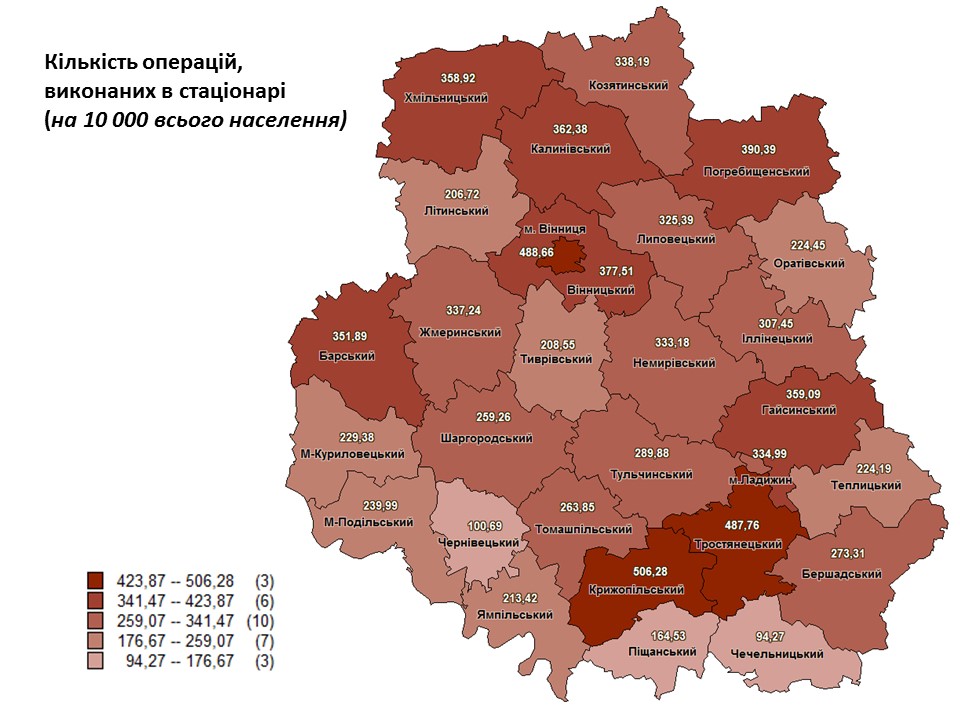 Кількість операцій,
виконаних в стаціонарі
(на 10 000 всього населення)
338,19
Козятинський
358,92
Хмільницький
362,38
Калинівський
390,39
Погребищенський
206,72
Літинський
325,39
Липовецький
м. Вінниця
488,66
224,45
Оратівський
377,51
Вінницький
337,24
Жмеринський
307,45
Іллінецький
351,89
Барський
208,55
Тиврівський
333,18
Немирівський
359,09
Гайсинський
259,26
Шаргородський
229,38
М-Куриловецький
289,88
Тульчинський
334,99
м.Ладижин
224,19
Теплицький
239,99
М-Подільський
263,85
Томашпільський
100,69
Чернівецький
487,76
Тростянецький
273,31
Бершадський
506,28
Крижопільський
213,42
Ямпільський
164,53
Піщанський
94,27
Чечельницький
423,87 -- 506,28 (3)
341,47 -- 423,87 (6)
259,07 -- 341,47 (10)
176,67 -- 259,07 (7)
94,27 -- 176,67 (3)